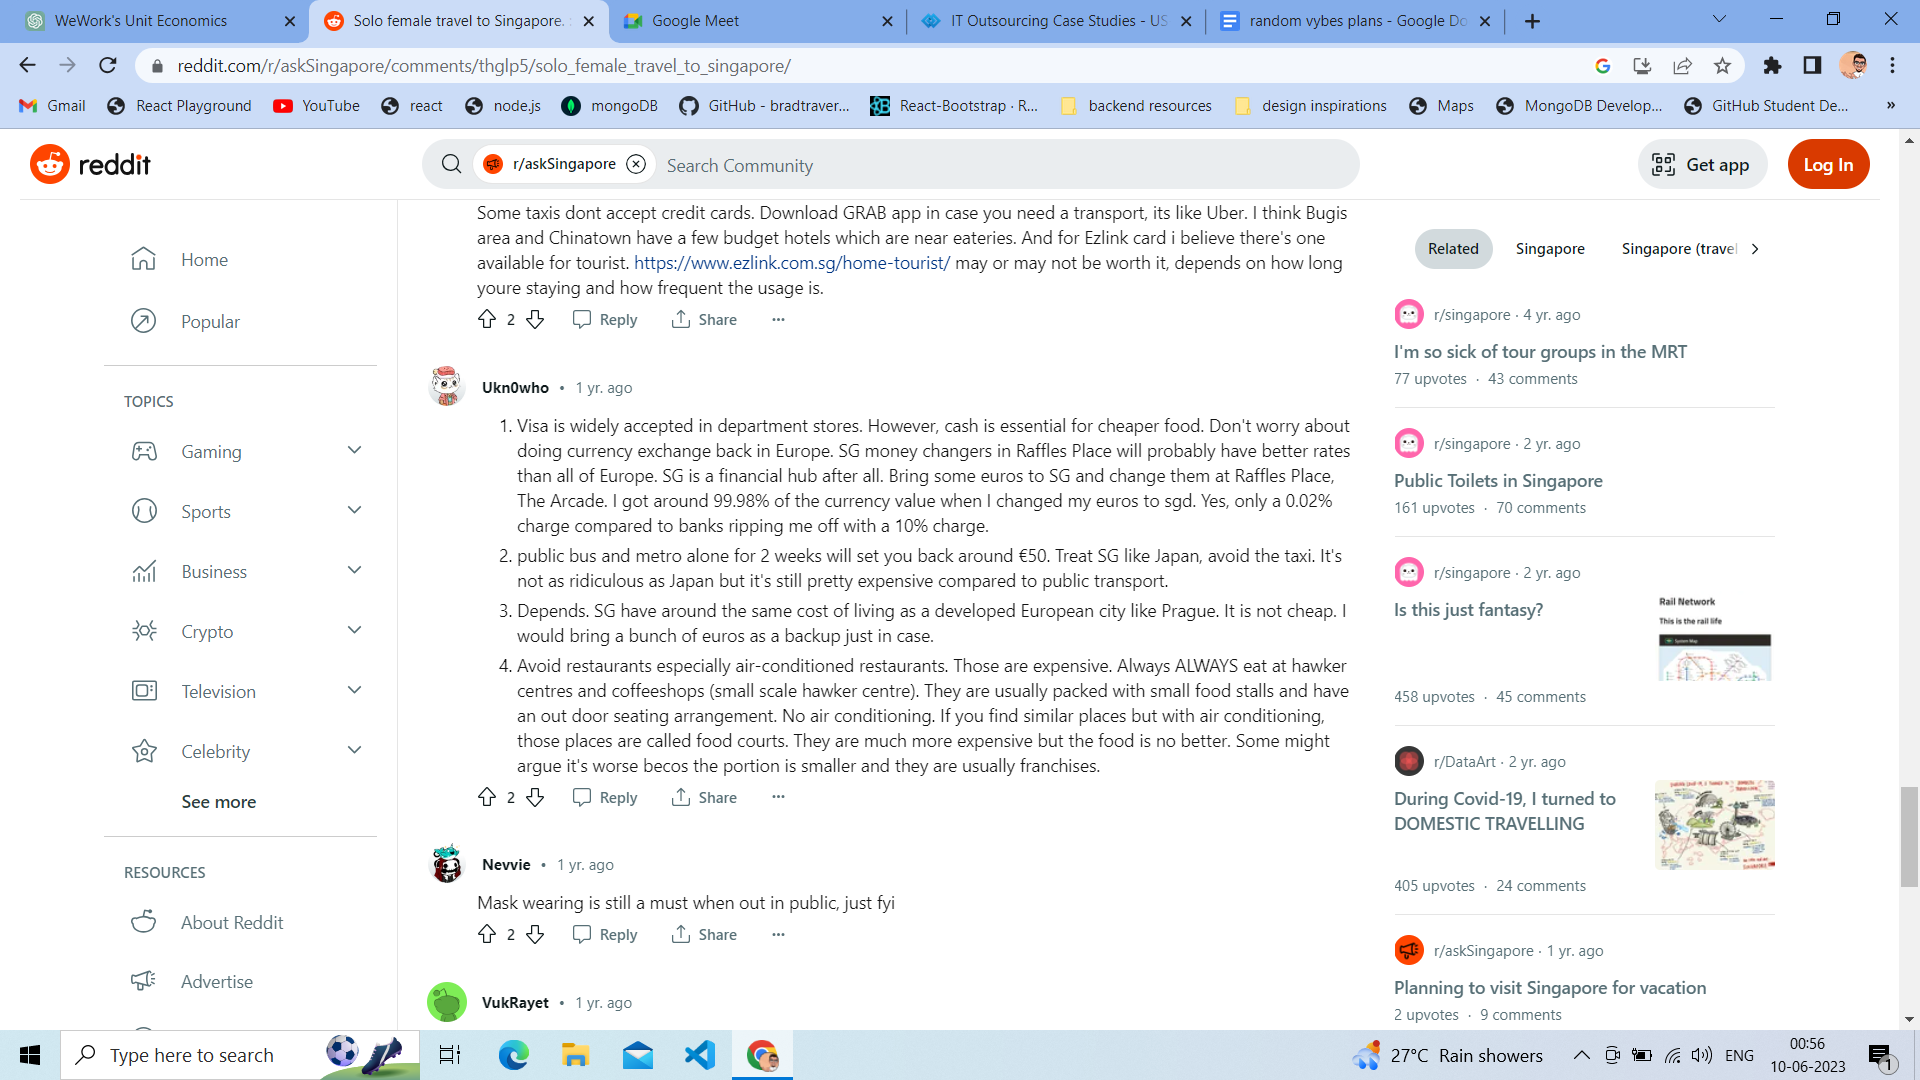 WeWork's Unit Economics
Solo female travel to Singapore.
Google Meet
IT Outsourcing Case Studies - US
random vybes plans - Google Do
reddit.com/r/askSingapore/comments/thglp5/solo_female_travel_to_singapore/
Gmail
React Playground
YouTube
react
node.js
mongoDB
GitHub - bradtraver...
React-Bootstrap · R...
backend resources
design inspirations
Maps
MongoDB Develop...
GitHub Student De...
»
reddit
r/askSingapore
Search Community
Get app
Log In
Home
Popular
TOPICS
Gaming
Sports
Business
Crypto
Television
Celebrity
See more
RESOURCES
About Reddit
Advertise
Some taxis dont accept credit cards. Download GRAB app in case you need a transport, its like Uber. I think Bugis
area and Chinatown have a few budget hotels which are near eateries. And for Ezlink card i believe there's one
available for tourist. https://www.ezlink.com.sg/home-tourist/ may or may not be worth it, depends on how long
youre staying and how frequent the usage is.
2 Reply Share ...
Ukn0who • 1 yr. ago
1. Visa is widely accepted in department stores. However, cash is essential for cheaper food. Don't worry about
doing currency exchange back in Europe. SG money changers in Raffles Place will probably have better rates
than all of Europe. SG is a financial hub after all. Bring some euros to SG and change them at Raffles Place,
The Arcade. I got around 99.98% of the currency value when I changed my euros to sgd. Yes, only a 0.02%
charge compared to banks ripping me off with a 10% charge.
2. public bus and metro alone for 2 weeks will set you back around €50. Treat SG like Japan, avoid the taxi. It's
not as ridiculous as Japan but it's still pretty expensive compared to public transport.
3. Depends. SG have around the same cost of living as a developed European city like Prague. It is not cheap. I
would bring a bunch of euros as a backup just in case.
4. Avoid restaurants especially air-conditioned restaurants. Those are expensive. Always ALWAYS eat at hawker
centres and coffeeshops (small scale hawker centre). They are usually packed with small food stalls and have
an out door seating arrangement. No air conditioning. If you find similar places but with air conditioning,
those places are called food courts. They are much more expensive but the food is no better. Some might
argue it's worse becos the portion is smaller and they are usually franchises.
2 Reply Share ...
Nevvie • 1 yr. ago
Mask wearing is still a must when out in public, just fyi
2 Reply Share ...
VukRayet • 1 yr. ago
Related
Singapore
Singapore (travel
r/singapore · 4 yr. ago
I'm so sick of tour groups in the MRT
77 upvotes · 43 comments
r/singapore · 2 yr. ago
Public Toilets in Singapore
161 upvotes · 70 comments
r/singapore · 2 yr. ago
Is this just fantasy?
Rail Network
This is the rail life
System Map
458 upvotes · 45 comments
r/DataArt · 2 yr. ago
During Covid-19, I turned to
DOMESTIC TRAVELLING
405 upvotes · 24 comments
r/askSingapore · 1 yr. ago
Planning to visit Singapore for vacation
2 upvotes · 9 comments
Type here to search
27°C Rain showers
ENG
00:56
10-06-2023
1